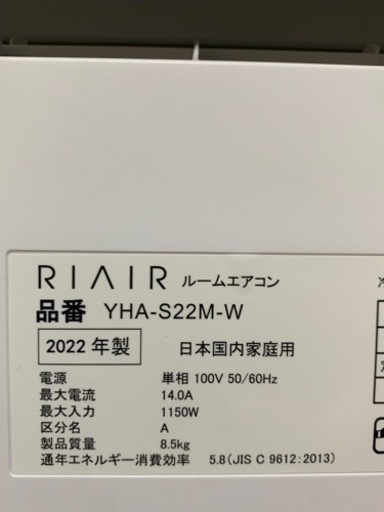 RIAIR ルームエアコン
品番 YHA-S22M-W
2022 年製 日本国内家庭用
電源 単相 100V 50/60Hz
最大電流 14.0A
最大入力 1150W
区分名 A
製品質量 8.5kg
通年エネルギー消費効率 5.8 (JIS C 9612:2013)